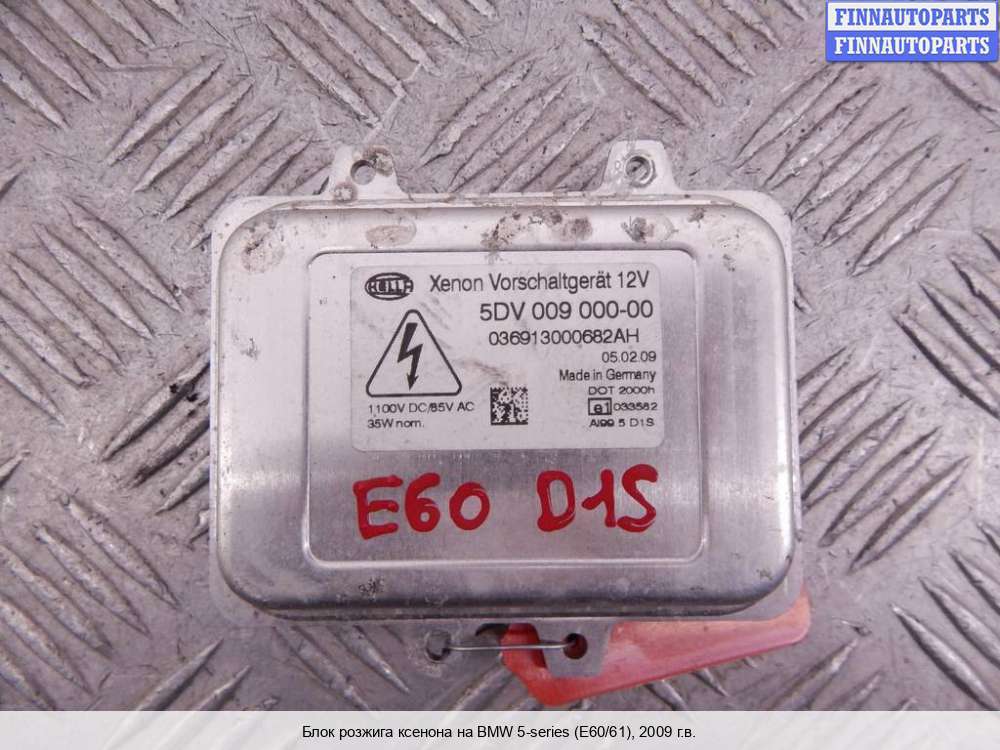 FINNAUTOPARTS
FINNAUTOPARTS
HELLA Xenon Vorschaltgerät 12V
5DV 009 000-00
036913000682AH
05.02.09
Made in Germany
DOT 2000h
1100V DC/85V AC
e1 033582
35W nom.
AI99 5 D1S
E60 D1S
Блок розжига ксенона на BMW 5-series (E60/61), 2009 г.в.